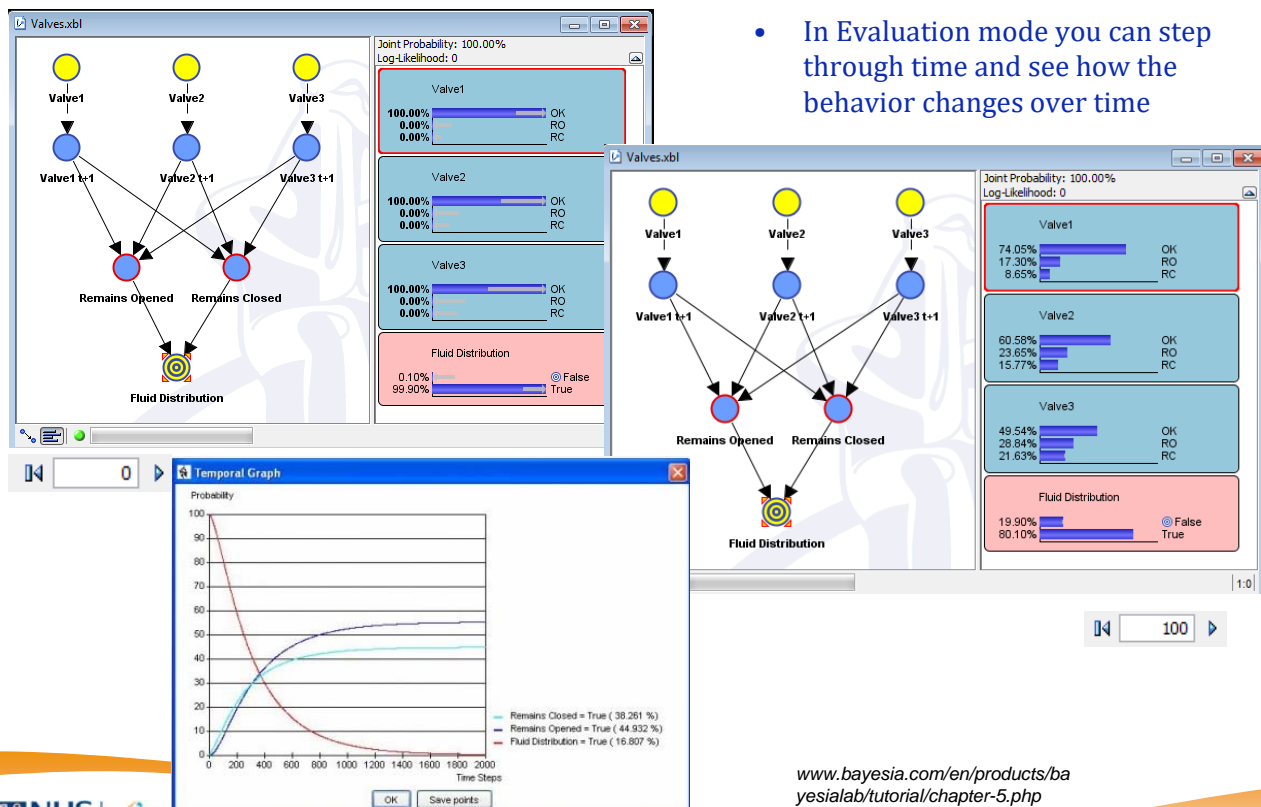 Valves.xbl
Joint Probability: 100.00%
Log-Likelihood: 0
Valve1 Valve2 Valve3
Valve1 t+1 Valve2 t+1 Valve3 t+1
Remains Opened Remains Closed
Fluid Distribution
Valve1
100.00% OK
0.00% RO
0.00% RC
Valve2
100.00% OK
0.00% RO
0.00% RC
Valve3
100.00% OK
0.00% RO
0.00% RC
Fluid Distribution
0.10% False
99.90% True
0
• In Evaluation mode you can step
through time and see how the
behavior changes over time
Valves.xbl
Joint Probability: 100.00%
Log-Likelihood: 0
Valve1 Valve2 Valve3
Valve1 t+1 Valve2 t+1 Valve3 t+1
Remains Opened Remains Closed
Fluid Distribution
Valve1
74.05% OK
17.30% RO
8.65% RC
Valve2
60.58% OK
23.65% RO
15.77% RC
Valve3
49.54% OK
28.84% RO
21.63% RC
Fluid Distribution
19.90% False
80.10% True
1:0
100
Temporal Graph
Probability
100
90
80
70
60
50
40
30
20
10
0
0 200 400 600 800 1000 1200 1400 1600 1800 2000
Time Steps
Remains Closed = True ( 38.261 %)
Remains Opened = True ( 44.932 %)
Fluid Distribution = True ( 16.807 %)
OK Save points
www.bayesia.com/en/products/ba
yesialab/tutorial/chapter-5.php